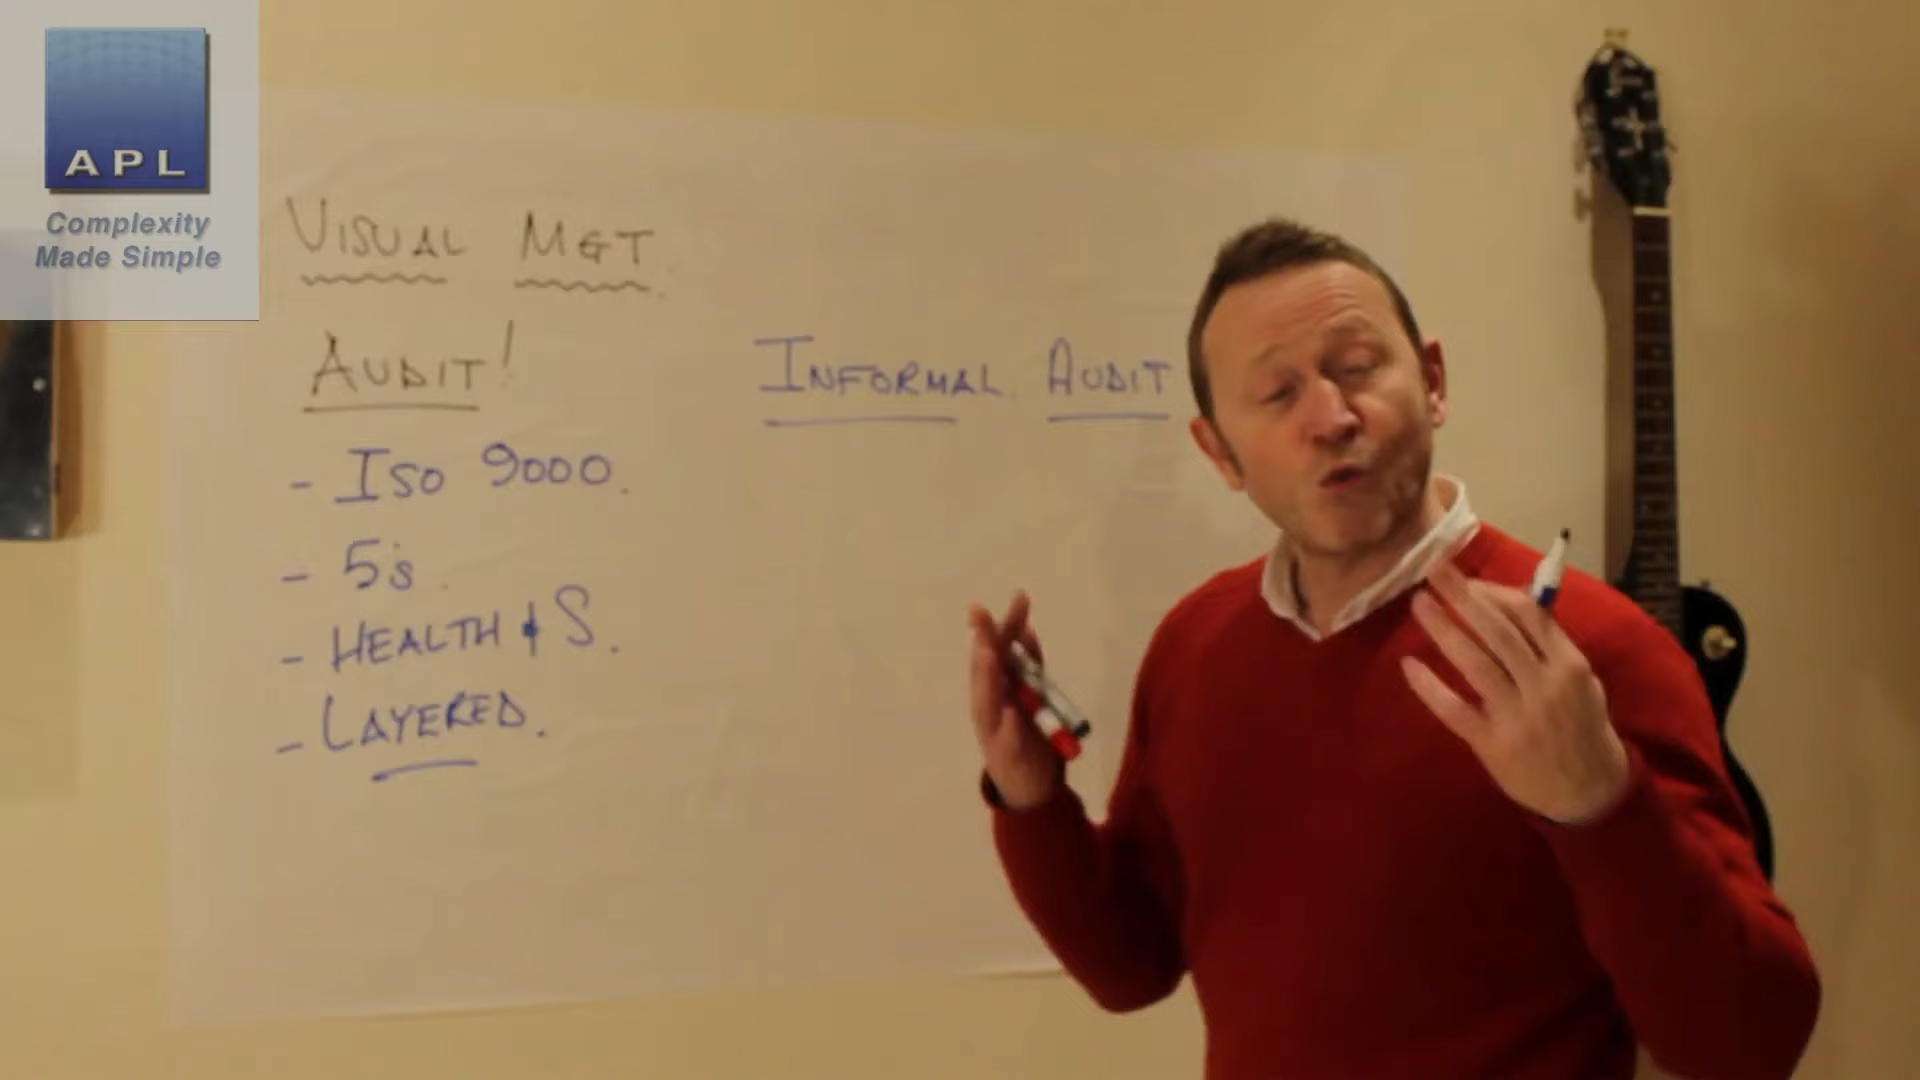 APL
Complexity
Made Simple
VISUAL MGT.
AUDIT!
- ISO 9000.
- 5's.
- HEALTH & S.
- LAYERED.
INFORMAL AUDIT